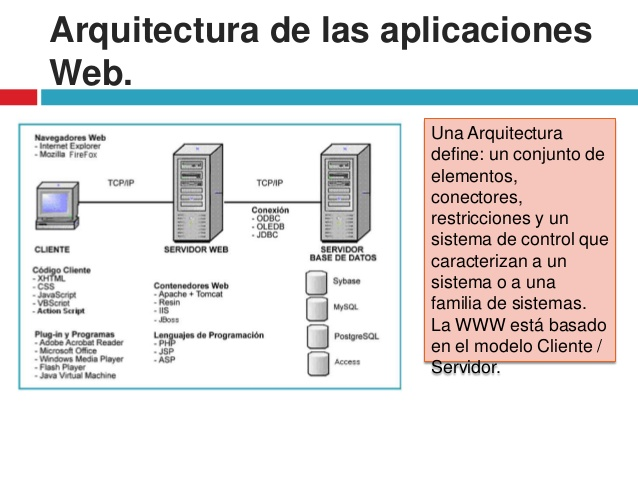 Arquitectura de las aplicaciones
Web.
Navegadores Web
- Internet Explorer
- Mozilla FireFox
TCP/IP
TCP/IP
Conexión
- ODBC
- OLEDB
- JDBC
CLIENTE
SERVIDOR WEB
SERVIDOR
BASE DE DATOS
Código Cliente
- XHTML
- CSS
- JavaScript
- VBScript
- Action Script
Plug-in y Programas
- Adobe Acrobat Reader
- Microsoft Office
- Windows Media Player
- Flash Player
- Java Virtual Machine
Contenedores Web
- Apache + Tomcat
- Resin
- IIS
- JBoss
Lenguajes de Programación
- PHP
- JSP
- ASP
Sybase
MySQL
PostgreSQL
Access
Una Arquitectura
define: un conjunto de
elementos,
conectores,
restricciones y un
sistema de control que
caracterizan a un
sistema o a una
familia de sistemas.
La WWW está basado
en el modelo Cliente /
Servidor.